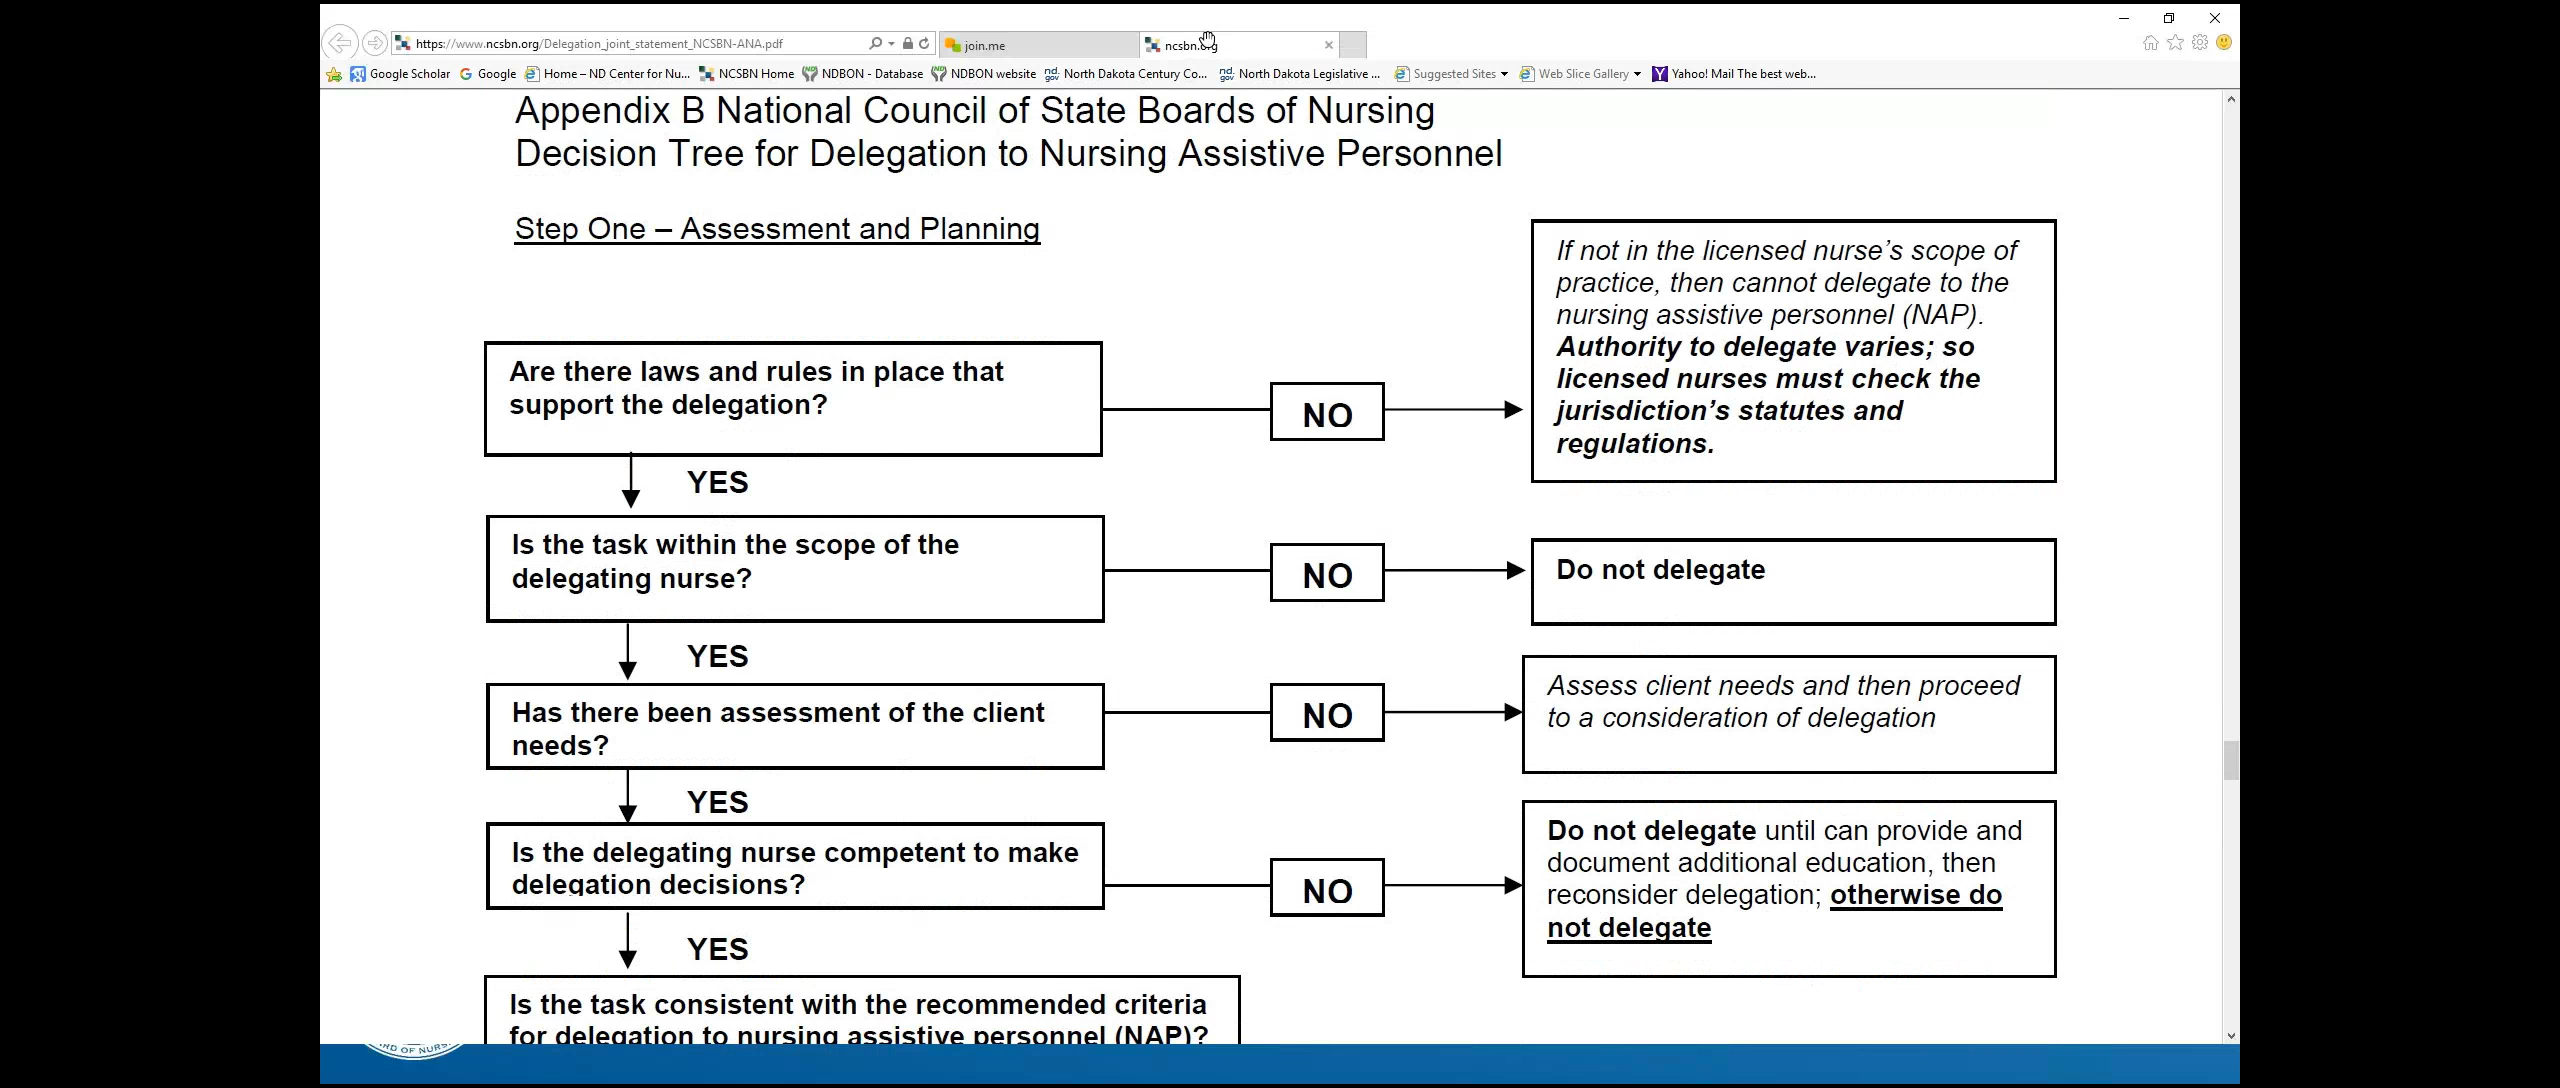 https://www.ncsbn.org/Delegation_joint_statement_NCSBN-ANA.pdf
join.me
ncsbn.org
Google Scholar
Google
Home – ND Center for Nu...
NCSBN Home
NDBON - Database
NDBON website
North Dakota Century Co...
North Dakota Legislative ...
Suggested Sites
Web Slice Gallery
Yahoo! Mail The best web...
Appendix B National Council of State Boards of Nursing
Decision Tree for Delegation to Nursing Assistive Personnel
Step One – Assessment and Planning
Are there laws and rules in place that
support the delegation?
NO
If not in the licensed nurse’s scope of
practice, then cannot delegate to the
nursing assistive personnel (NAP).
Authority to delegate varies; so
licensed nurses must check the
jurisdiction’s statutes and
regulations.
YES
Is the task within the scope of the
delegating nurse?
NO
Do not delegate
YES
Has there been assessment of the client
needs?
NO
Assess client needs and then proceed
to a consideration of delegation
YES
Is the delegating nurse competent to make
delegation decisions?
NO
Do not delegate until can provide and
document additional education, then
reconsider delegation; otherwise do
not delegate
YES
Is the task consistent with the recommended criteria
for delegation to nursing assistive personnel (NAP)?